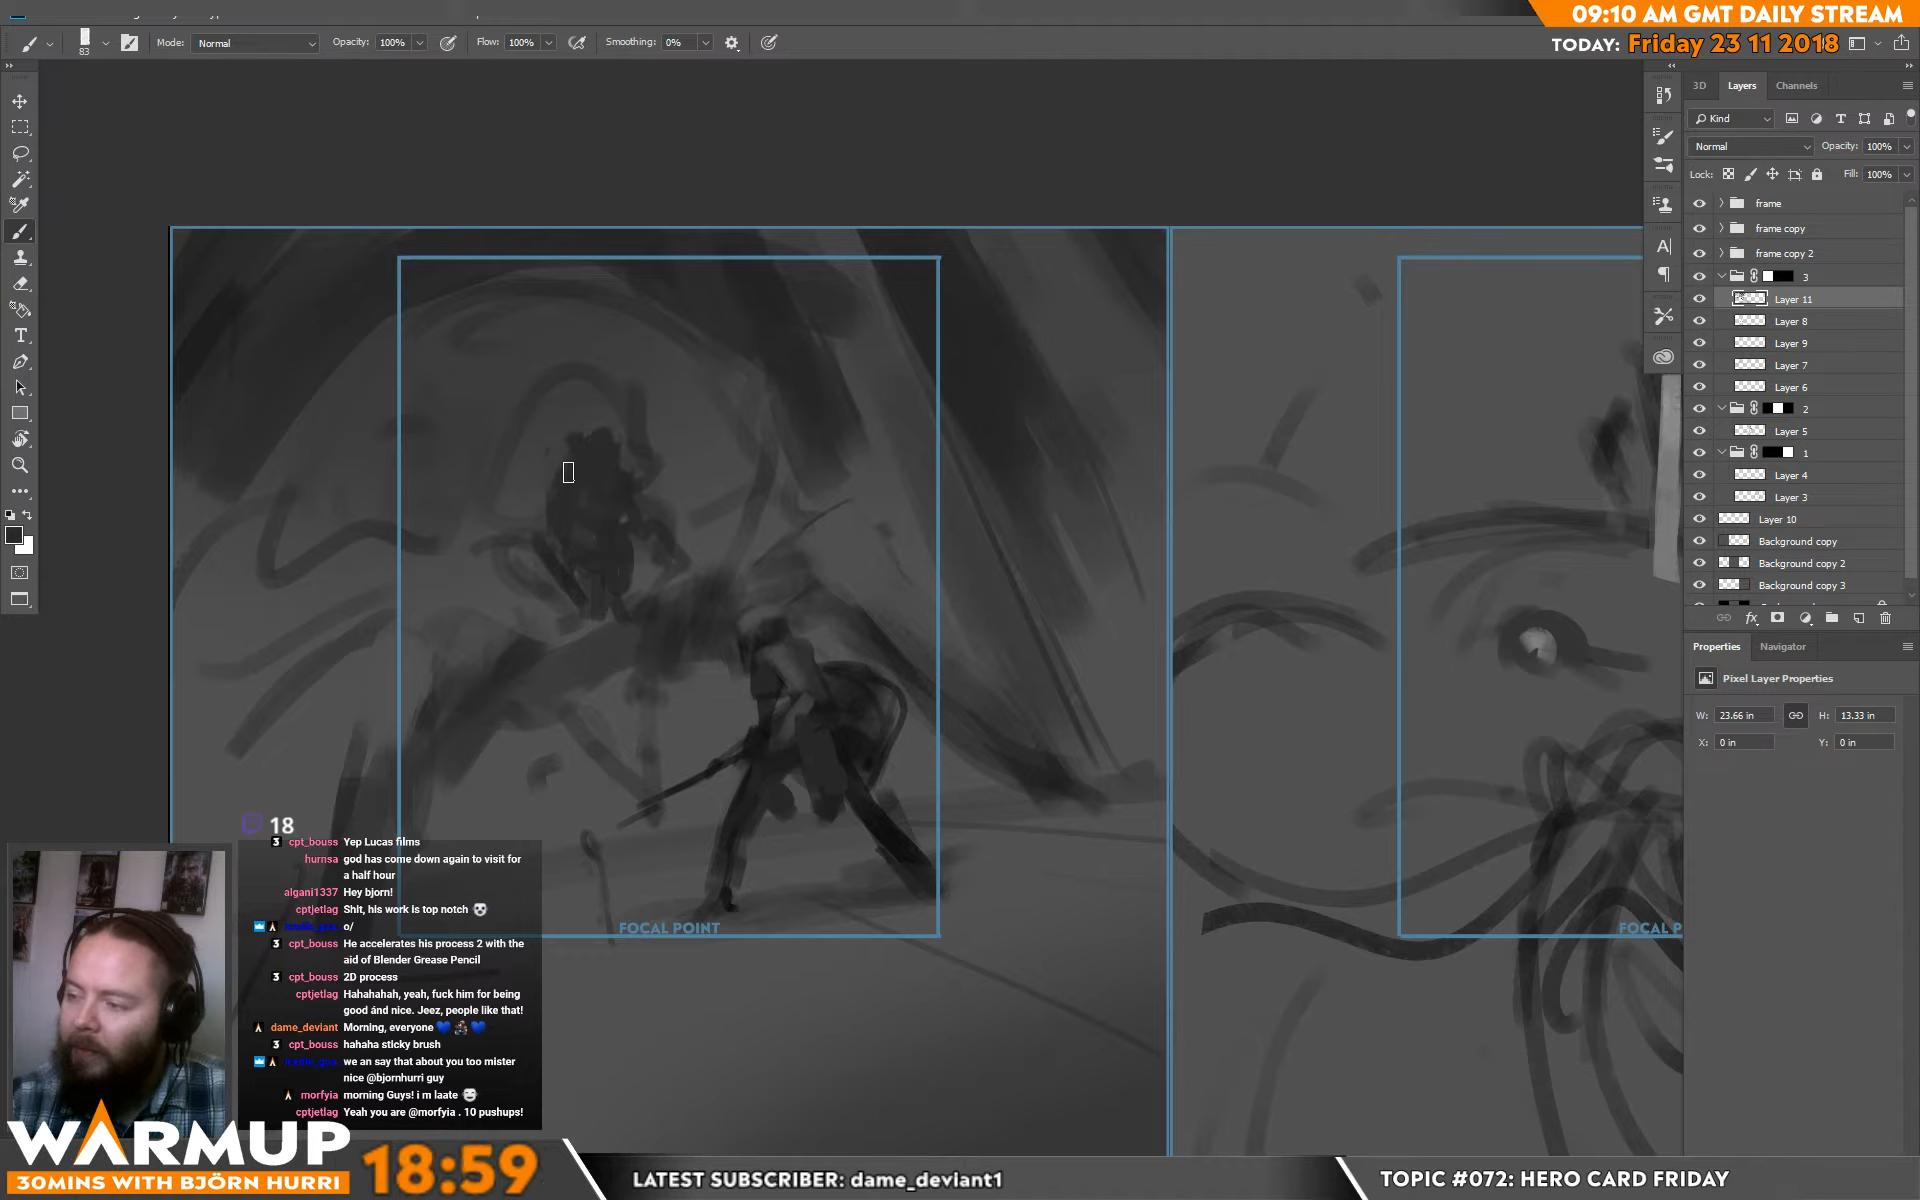 09:10 AM GMT DAILY STREAM
TODAY: Friday 23 11 2018
83
Mode: Normal
Opacity: 100%
Flow: 100%
Smoothing: 0%
3D Layers Channels
Kind
Normal Opacity: 100%
Lock: Fill: 100%
frame
frame copy
frame copy 2
3
Layer 11
Layer 8
Layer 9
Layer 7
Layer 6
2
Layer 5
1
Layer 4
Layer 3
Layer 10
Background copy
Background copy 2
Background copy 3
fx
Properties Navigator
Pixel Layer Properties
W: 23.66 in H: 13.33 in
X: 0 in Y: 0 in
FOCAL POINT
FOCAL P
18
3 cpt_bouss Yep Lucas films
hurnsa god has come down again to visit for
a half hour
algani1337 Hey bjorn!
cptjetlag Shit, his work is top notch
o/
3 cpt_bouss He accelerates his process 2 with the
aid of Blender Grease Pencil
3 cpt_bouss 2D process
cptjetlag Hahahahah, yeah, fuck him for being
good ánd nice. Jeez, people like that!
dame_deviant Morning, everyone
3 cpt_bouss hahaha sticky brush
we an say that about you too mister
nice @bjornhurri guy
morfyia morning Guys! i m laate
cptjetlag Yeah you are @morfyia . 10 pushups!
WARMUP
30MINS WITH BJÖRN HURRI
18:59
LATEST SUBSCRIBER: dame_deviant1
TOPIC #072: HERO CARD FRIDAY